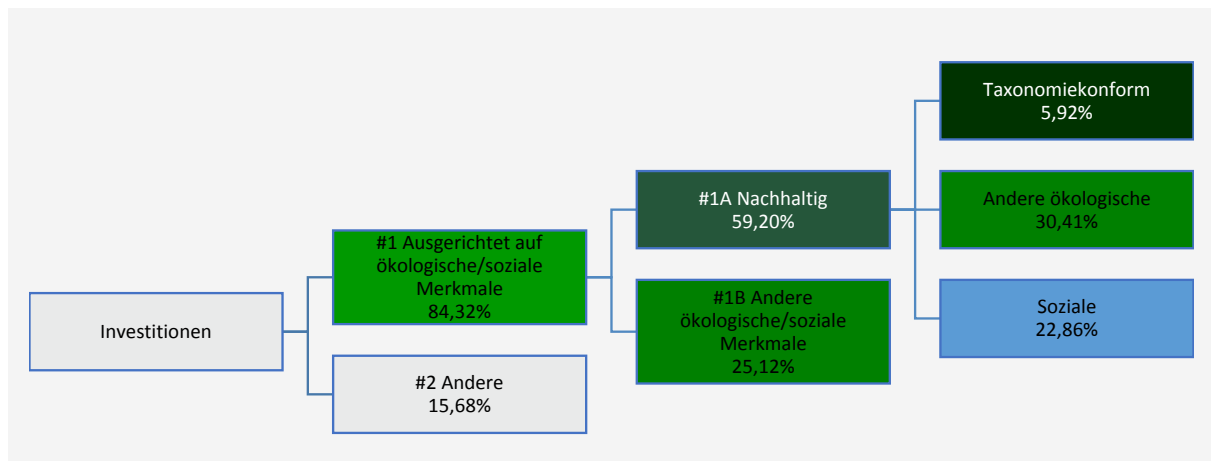 Investitionen
#1 Ausgerichtet auf
ökologische/soziale
Merkmale
84,32%
#2 Andere
15,68%
#1A Nachhaltig
59,20%
#1B Andere
ökologische/soziale
Merkmale
25,12%
Taxonomiekonform
5,92%
Andere ökologische
30,41%
Soziale
22,86%